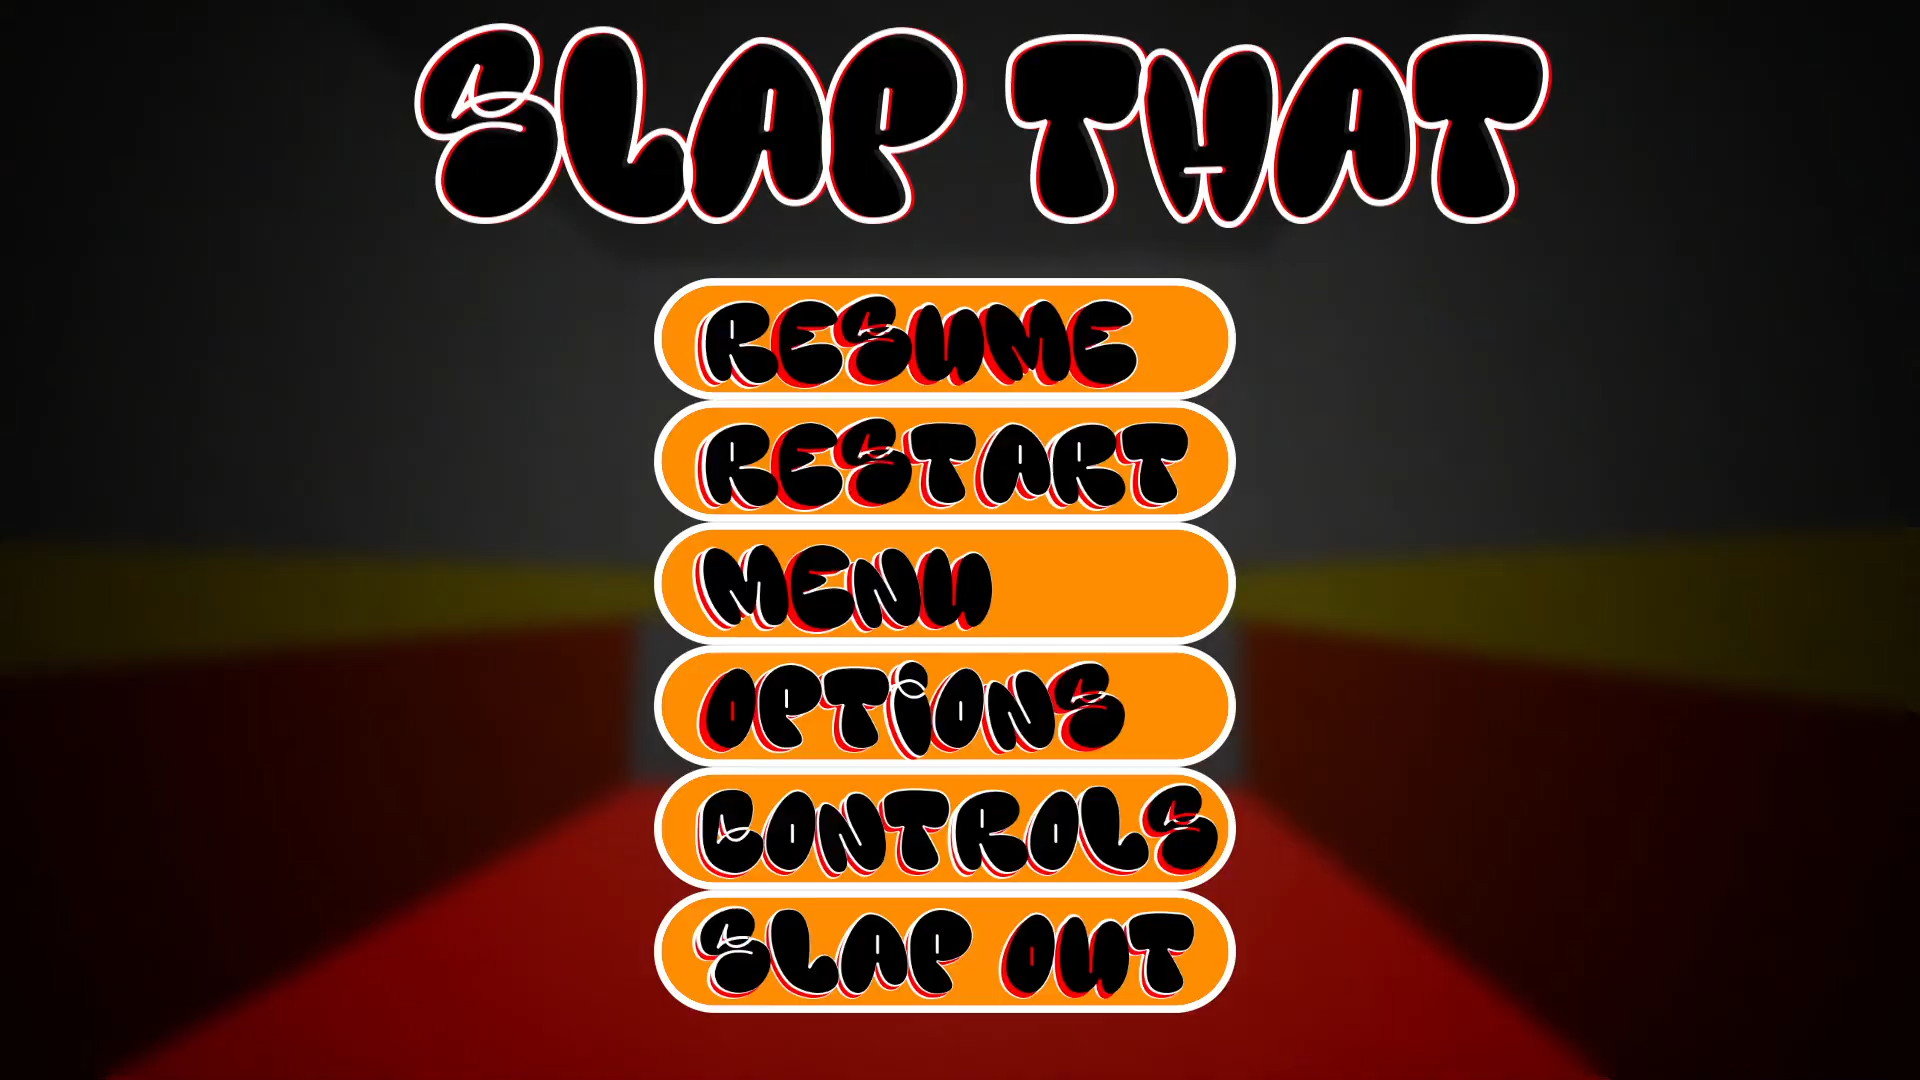 SLAP THAT
RESUME
RESTART
MENU
OPTIONS
CONTROLS
SLAP OUT